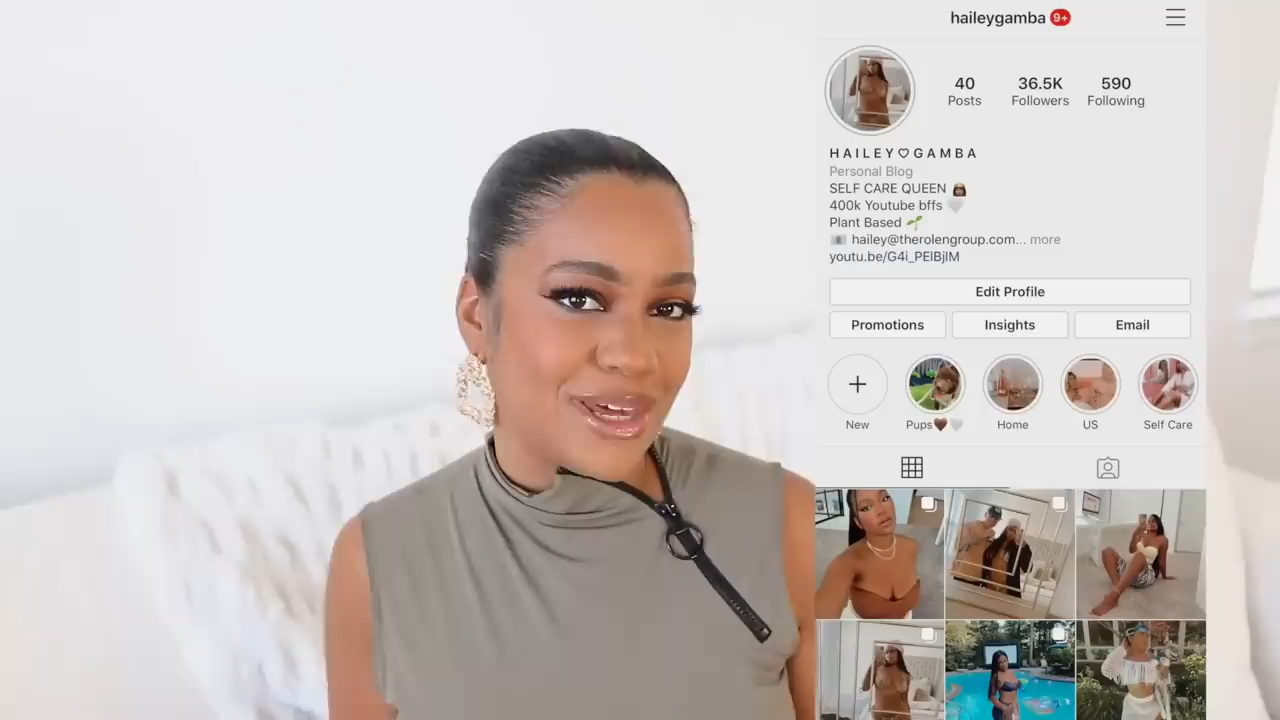 haileygamba 9+
40 36.5K 590
Posts Followers Following
HAILEY♡GAMBA
Personal Blog
SELF CARE QUEEN 👸🏽
400k Youtube bffs 🤍
Plant Based 🌱
📧 hailey@therolengroup.com... more
youtu.be/G4i_PElBjlM
Edit Profile
Promotions Insights Email
New Pups🤎🤍 Home US Self Care